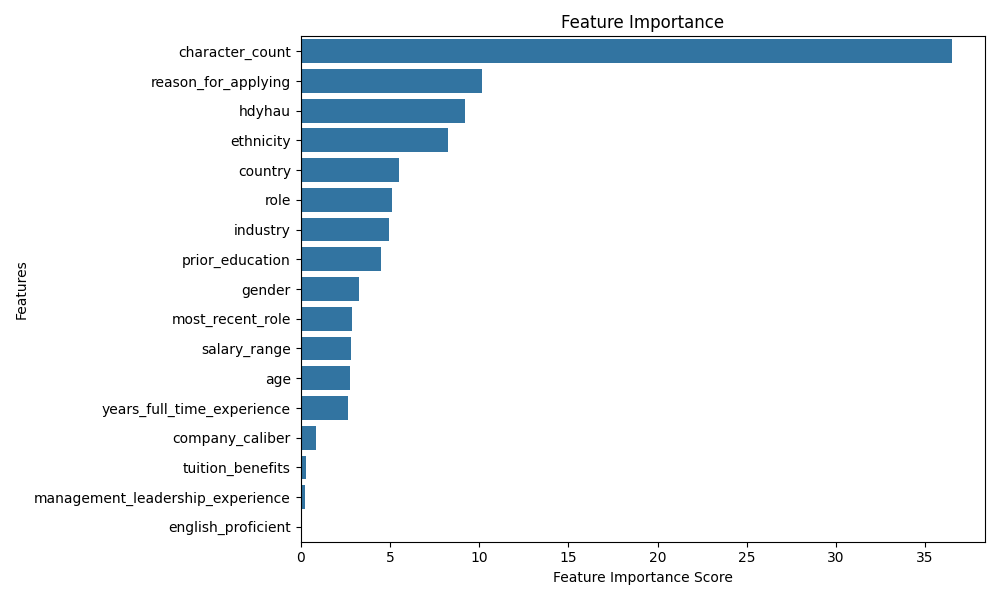 Feature Importance
Features
character_count
reason_for_applying
hdyhau
ethnicity
country
role
industry
prior_education
gender
most_recent_role
salary_range
age
years_full_time_experience
company_caliber
tuition_benefits
management_leadership_experience
english_proficient
0 5 10 15 20 25 30 35
Feature Importance Score